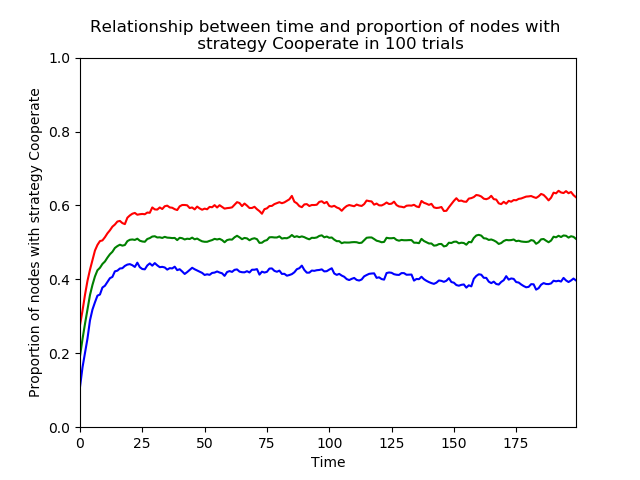 Relationship between time and proportion of nodes with
strategy Cooperate in 100 trials
Proportion of nodes with strategy Cooperate
1.0
0.8
0.6
0.4
0.2
0.0
0 25 50 75 100 125 150 175
Time